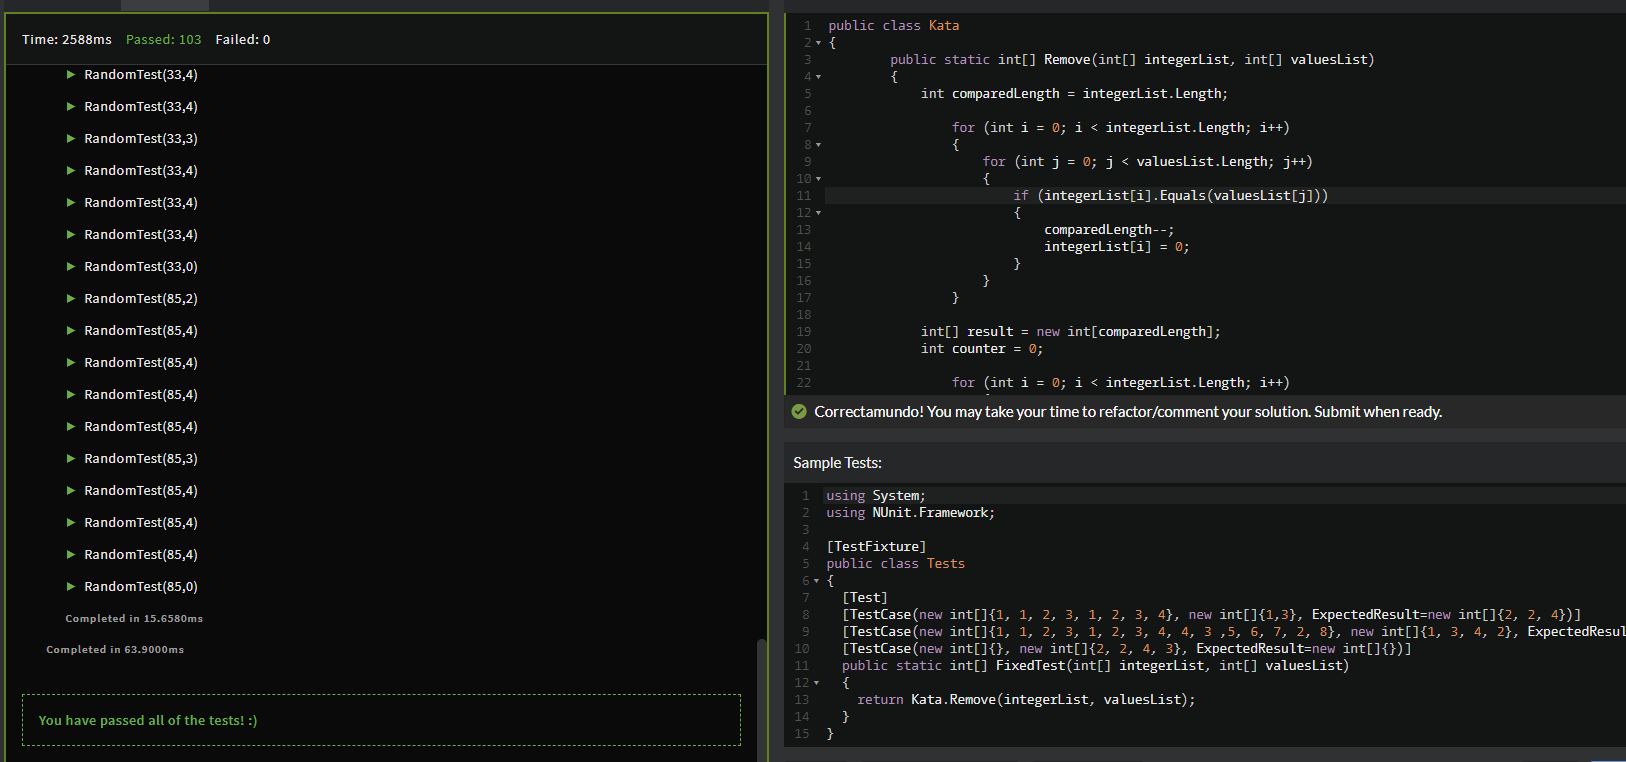 Time: 2588ms Passed: 103 Failed: 0
RandomTest(33,4)
RandomTest(33,4)
RandomTest(33,3)
RandomTest(33,4)
RandomTest(33,4)
RandomTest(33,4)
RandomTest(33,0)
RandomTest(85,2)
RandomTest(85,4)
RandomTest(85,4)
RandomTest(85,4)
RandomTest(85,4)
RandomTest(85,3)
RandomTest(85,4)
RandomTest(85,4)
RandomTest(85,4)
RandomTest(85,0)
Completed in 15.6580ms
Completed in 63.9000ms
You have passed all of the tests! :)
1 public class Kata
2 {
3 public static int[] Remove(int[] integerList, int[] valuesList)
4 {
5 int comparedLength = integerList.Length;
6
7 for (int i = 0; i < integerList.Length; i++)
8 {
9 for (int j = 0; j < valuesList.Length; j++)
10 {
11 if (integerList[i].Equals(valuesList[j]))
12 {
13 comparedLength--;
14 integerList[i] = 0;
15 }
16 }
17 }
18
19 int[] result = new int[comparedLength];
20 int counter = 0;
21
22 for (int i = 0; i < integerList.Length; i++)
Correctamundo! You may take your time to refactor/comment your solution. Submit when ready.
Sample Tests:
1 using System;
2 using NUnit.Framework;
3
4 [TestFixture]
5 public class Tests
6 {
7 [Test]
8 [TestCase(new int[]{1, 1, 2, 3, 1, 2, 3, 4}, new int[]{1,3}, ExpectedResult=new int[]{2, 2, 4})]
9 [TestCase(new int[]{1, 1, 2, 3, 1, 2, 3, 4, 4, 3 ,5, 6, 7, 2, 8}, new int[]{1, 3, 4, 2}, ExpectedResul
10 [TestCase(new int[]{}, new int[]{2, 2, 4, 3}, ExpectedResult=new int[]{})]
11 public static int[] FixedTest(int[] integerList, int[] valuesList)
12 {
13 return Kata.Remove(integerList, valuesList);
14 }
15 }